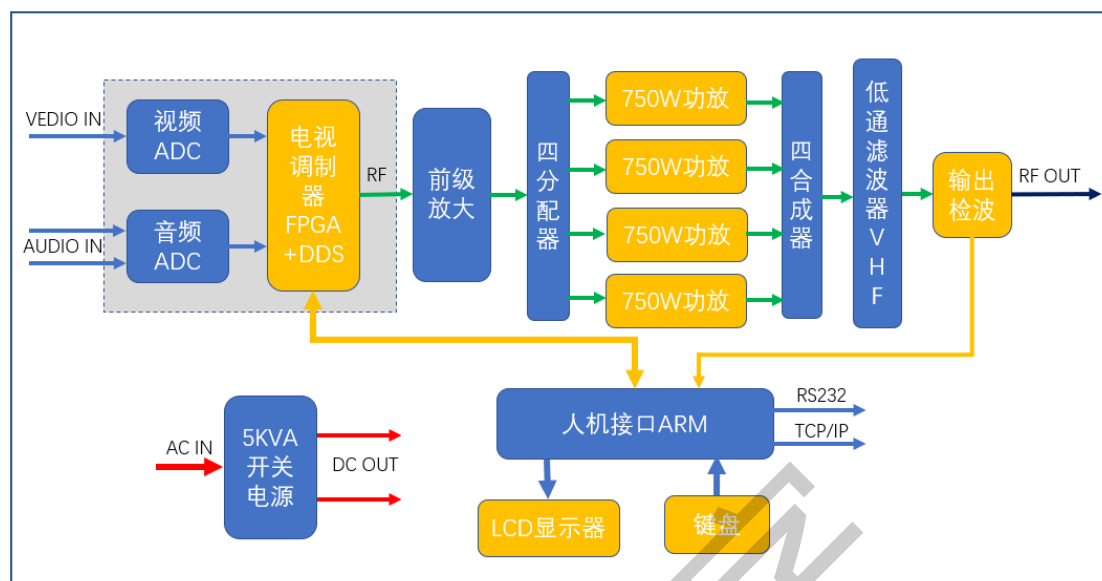 VEDIO IN
视频
ADC
AUDIO IN
音频
ADC
电视
调制
器
FPGA
+DDS
RF
前级
放大
四
分
配
器
750W功放
750W功放
750W功放
750W功放
四
合
成
器
低
通
滤
波
器
V
H
F
输出
检波
RF OUT
人机接口ARM
RS232
TCP/IP
AC IN
5KVA
开关
电源
DC OUT
LCD显示器
键盘